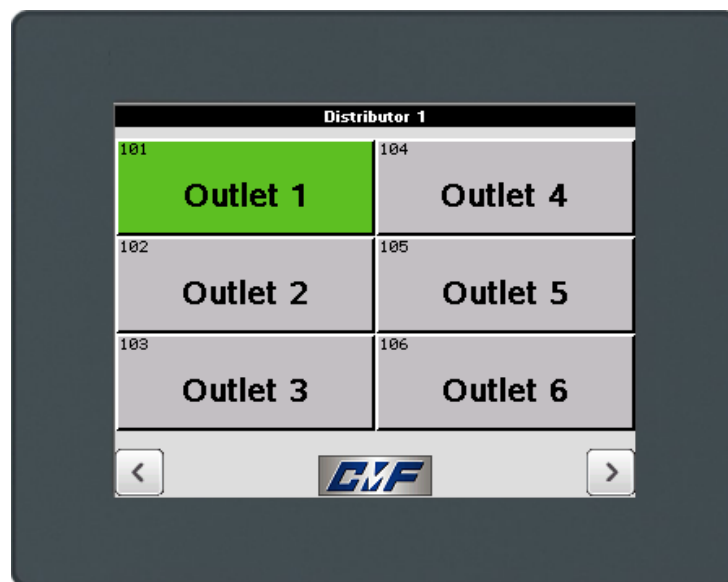 Distributor 1
101
Outlet 1
104
Outlet 4
102
Outlet 2
105
Outlet 5
103
Outlet 3
106
Outlet 6
<
CMF
>